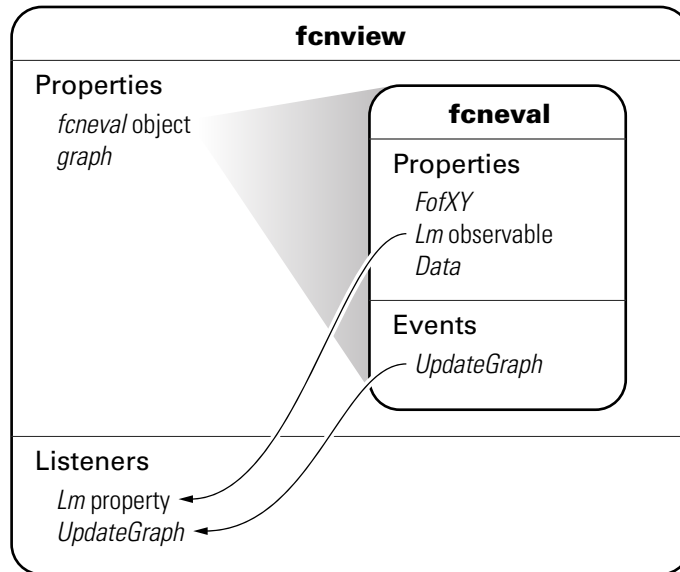 fcnview
Properties
fcneval object
graph
fcneval
Properties
FofXY
Lm observable
Data
Events
UpdateGraph
Listeners
Lm property
UpdateGraph